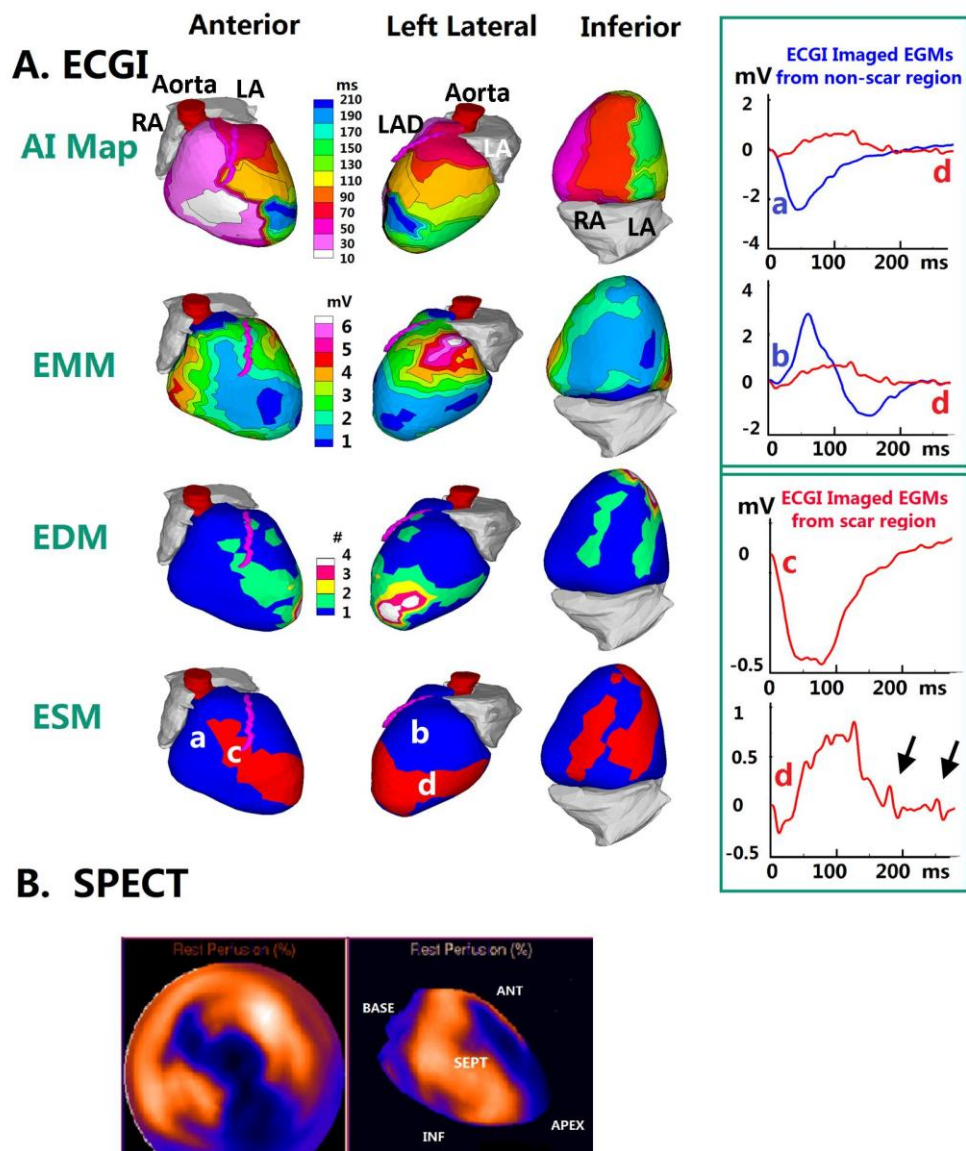 Anterior
Left Lateral
Inferior
A. ECGI
AI Map
RA
Aorta
LA
ms
210
190
170
150
130
110
90
70
50
30
10
LAD
Aorta
LA
RA
LA
EMM
mV
6
5
4
3
2
1
EDM
#
4
3
2
1
ESM
a
c
b
d
ECGI Imaged EGMs
from non-scar region
mV
2
0
-2
-4
a
d
0
100
200
ms
4
2
0
-2
b
d
0
100
200
ms
ECGI Imaged EGMs
from scar region
mV
0
-0.5
c
1
0.5
0
-0.5
d
0
100
200
ms
B. SPECT
Rest Perfusion (%)
Rest Perfusion (%)
BASE
ANT
SEPT
INF
APEX